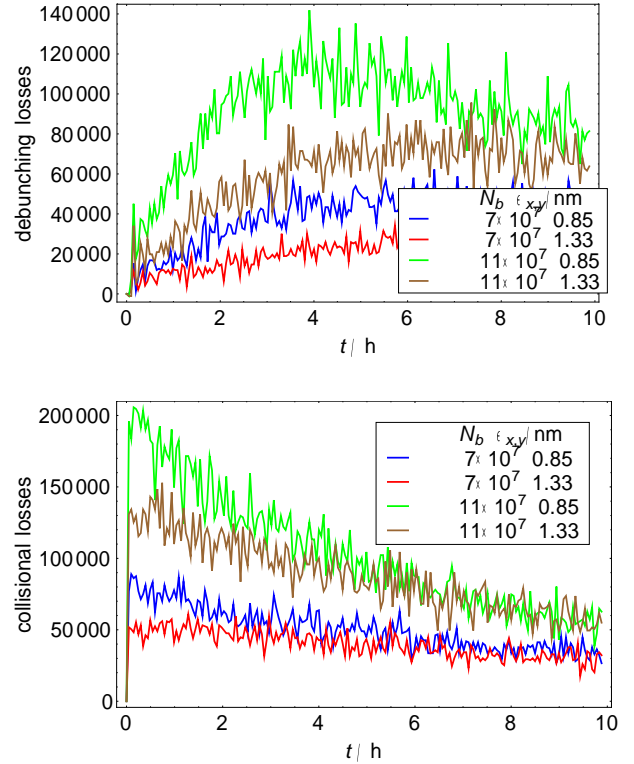 140 000
120 000
100 000
80 000
60 000
40 000
20 000
0
debunching losses
N_b ϵ x,y/ nm
7× 10^7 0.85
7× 10^7 1.33
11× 10^7 0.85
11× 10^7 1.33
0 2 4 6 8 10
t / h
200 000
150 000
100 000
50 000
0
collisional losses
N_b ϵ x,y/ nm
7× 10^7 0.85
7× 10^7 1.33
11× 10^7 0.85
11× 10^7 1.33
0 2 4 6 8 10
t / h